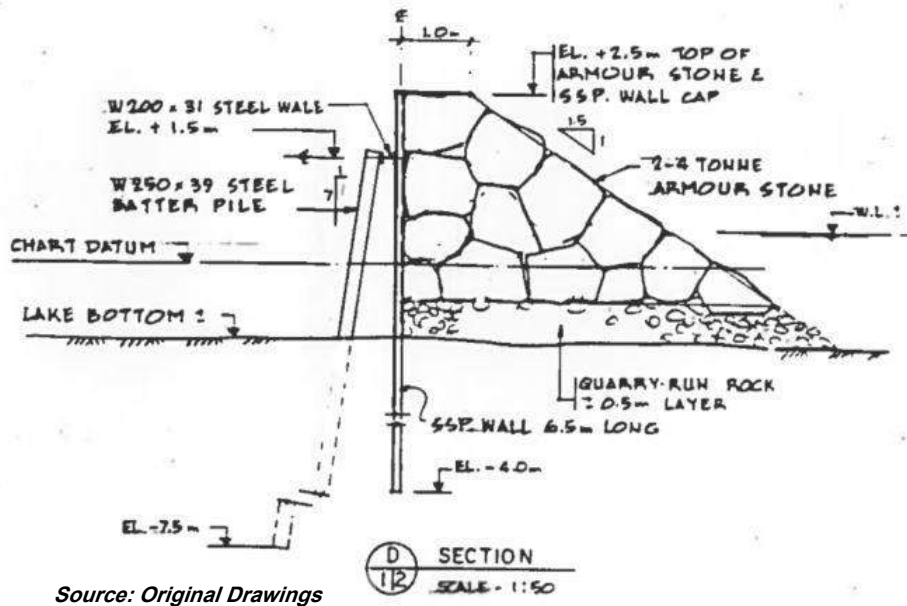 ℄
1.0m
EL. +2.5m TOP OF
ARMOUR STONE &
SSP. WALL CAP
W200 x 31 STEEL WALE
EL. + 1.5m
1.5
1
2-4 TONNE
ARMOUR STONE
1
7
W250 x 39 STEEL
BATTER PILE
W.L. ±
CHART DATUM
LAKE BOTTOM ±
QUARRY-RUN ROCK
± 0.5m LAYER
SSP. WALL 6.5m LONG
EL. -4.0m
EL. -7.5m
D
1|2
SECTION
SCALE - 1:50
Source: Original Drawings